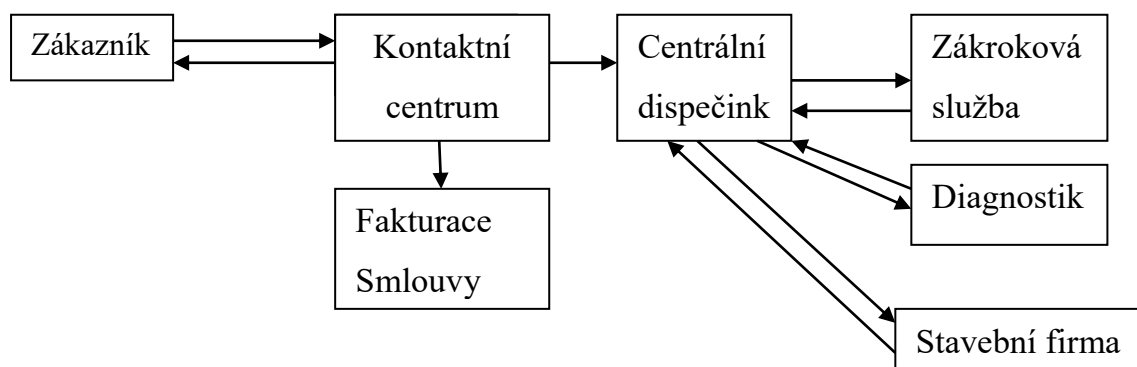 Zákazník
Kontaktní
centrum
Centrální
dispečink
Zákroková
služba
Fakturace
Smlouvy
Diagnostik
Stavební firma